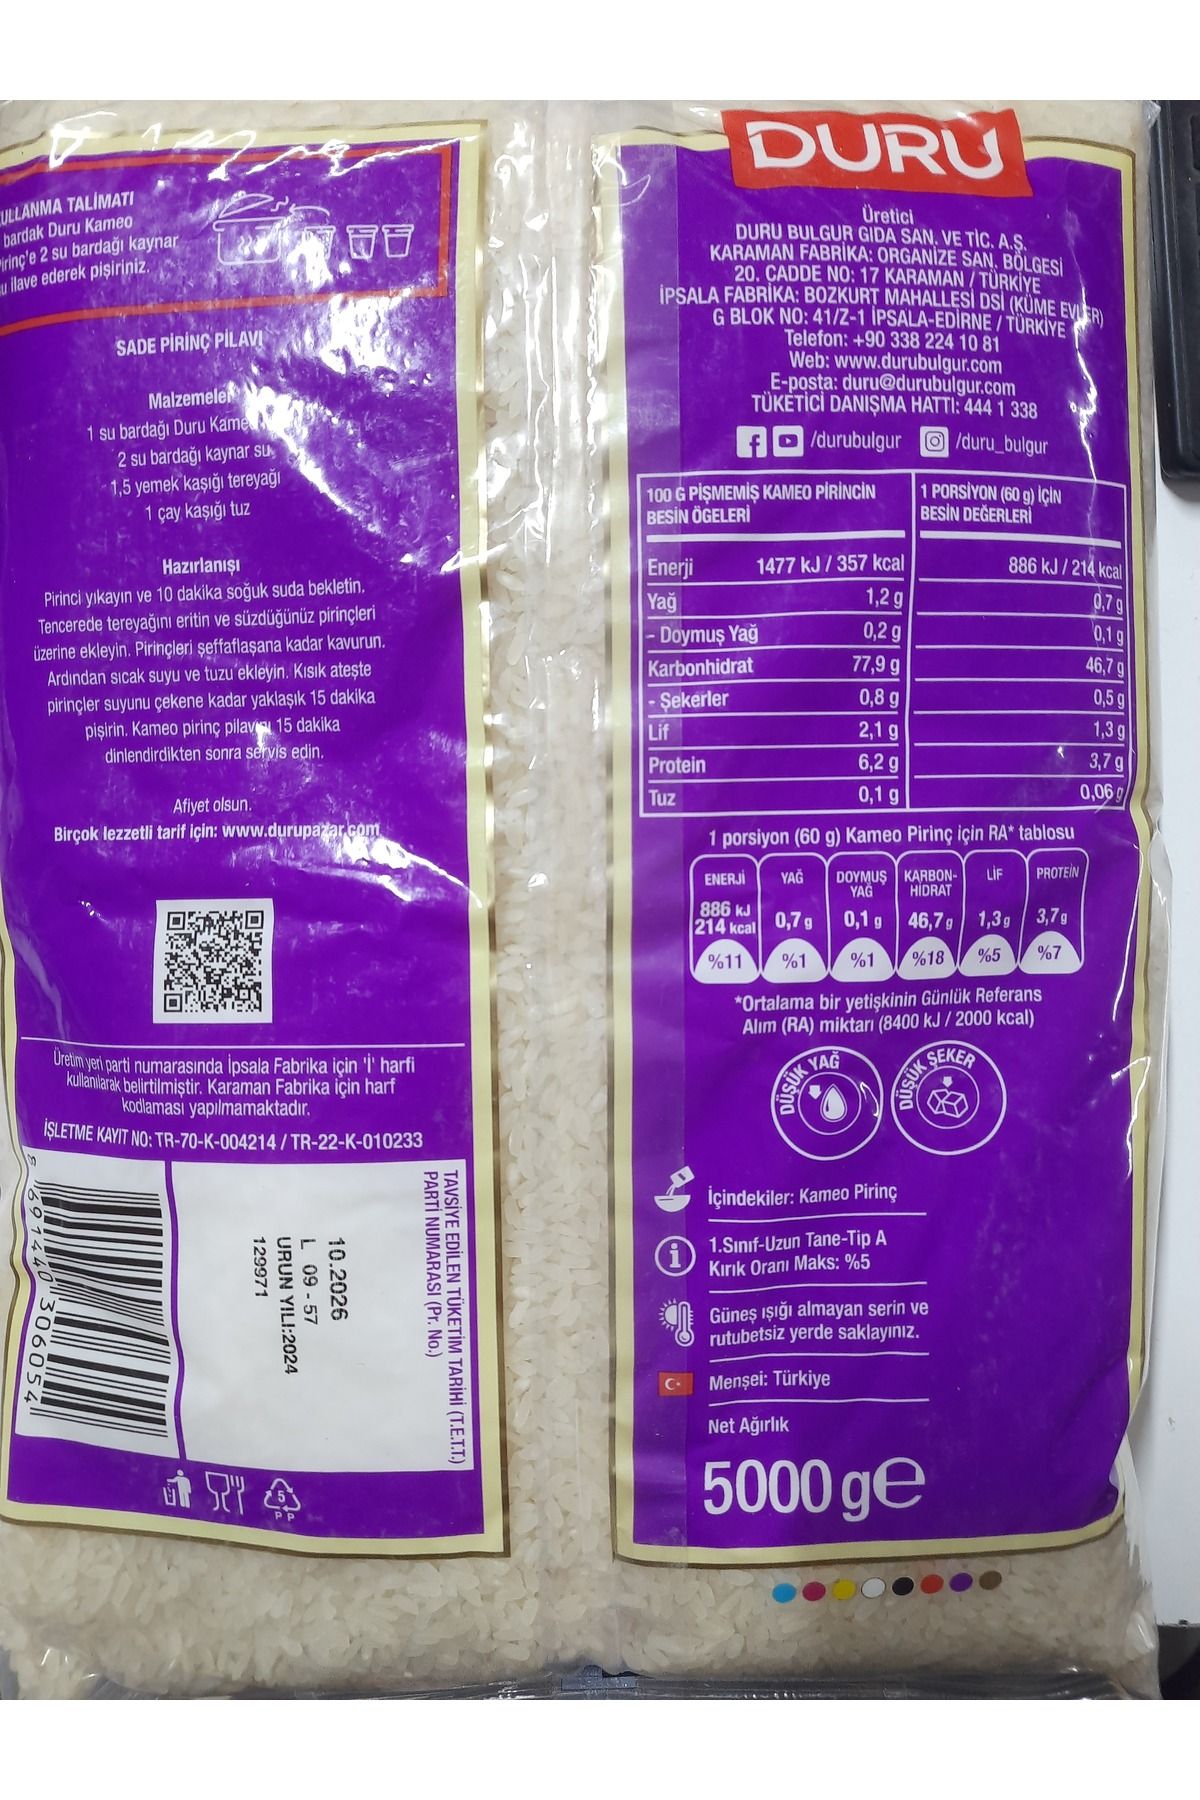 ULLANMA TALİMATI
bardak Duru Kameo
irinç'e 2 su bardağı kaynar
u ilave ederek pişiriniz.
SADE PİRİNÇ PİLAVI
Malzemeler
1 su bardağı Duru Kame
2 su bardağı kaynar su
1,5 yemek kaşığı tereyağı
1 çay kaşığı tuz
Hazırlanışı
Pirinci yıkayın ve 10 dakika soğuk suda bekletin.
Tencerede tereyağını eritin ve süzdüğünüz pirinçleri
üzerine ekleyin. Pirinçleri şeffaflaşana kadar kavurun.
Ardından sıcak suyu ve tuzu ekleyin. Kısık ateşte
pirinçler suyunu çekene kadar yaklaşık 15 dakika
pişirin. Kameo pirinç pilavını 15 dakika
dinlendirdikten sonra servis edin.
Afiyet olsun.
Birçok lezzetli tarif için: www.durupazar.com
Üretim yeri parti numarasında İpsala Fabrika için 'İ' harfi
kullanılarak belirtilmiştir. Karaman Fabrika için harf
kodlaması yapılmamaktadır.
İŞLETME KAYIT NO: TR-70-K-004214 / TR-22-K-010233
8 691440 306054
TAVSİYE EDİLEN TÜKETİM TARİHİ (T.E.T.T.)
PARTİ NUMARASI (Pr. No.)
10.2026
L 09 - 57
URUN YILI:2024
129971
5
P P
DURU
Üretici
DURU BULGUR GIDA SAN. VE TİC. A.Ş.
KARAMAN FABRİKA: ORGANİZE SAN. BÖLGESİ
20. CADDE NO: 17 KARAMAN / TÜRKİYE
İPSALA FABRİKA: BOZKURT MAHALLESİ DSİ (KÜME EVLER)
G BLOK NO: 41/Z-1 İPSALA-EDİRNE / TÜRKİYE
Telefon: +90 338 224 10 81
Web: www.durubulgur.com
E-posta: duru@durubulgur.com
TÜKETİCİ DANIŞMA HATTI: 444 1 338
/durubulgur /duru_bulgur
100 G PİŞMEMİŞ KAMEO PİRİNCİN
BESİN ÖGELERİ
1 PORSİYON (60 g) İÇİN
BESİN DEĞERLERİ
Enerji 1477 kJ / 357 kcal 886 kJ / 214 kcal
Yağ 1,2 g 0,7 g
- Doymuş Yağ 0,2 g 0,1 g
Karbonhidrat 77,9 g 46,7 g
- Şekerler 0,8 g 0,5 g
Lif 2,1 g 1,3 g
Protein 6,2 g 3,7 g
Tuz 0,1 g 0,06 g
1 porsiyon (60 g) Kameo Pirinç için RA* tablosu
ENERJİ YAĞ DOYMUŞ YAĞ KARBON-HİDRAT LİF PROTEİN
886 kJ
214 kcal 0,7 g 0,1 g 46,7 g 1,3 g 3,7 g
%11 %1 %1 %18 %5 %7
*Ortalama bir yetişkinin Günlük Referans
Alım (RA) miktarı (8400 kJ / 2000 kcal)
DÜŞÜK YAĞ DÜŞÜK ŞEKER
İçindekiler: Kameo Pirinç
1.Sınıf-Uzun Tane-Tip A
Kırık Oranı Maks: %5
Güneş ışığı almayan serin ve
rutubetsiz yerde saklayınız.
Menşei: Türkiye
Net Ağırlık
5000 g e